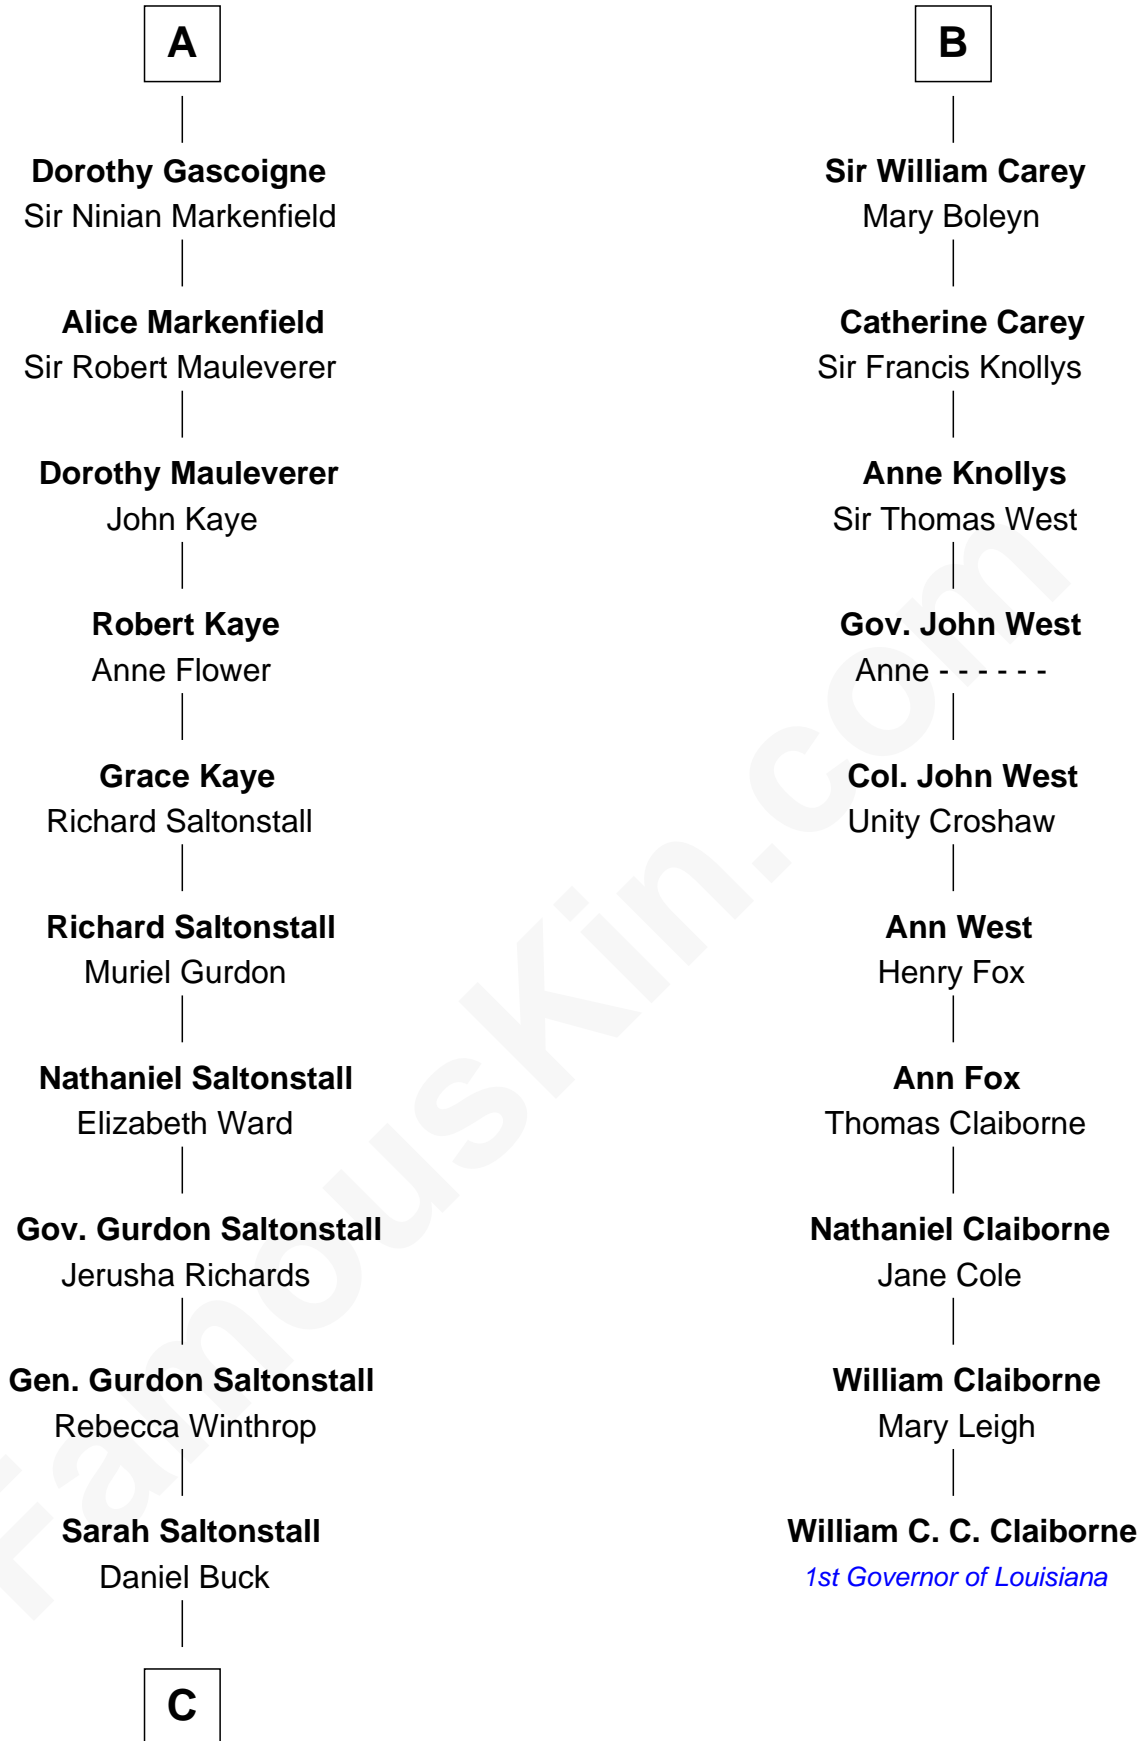 A
Dorothy Gascoigne
Sir Ninian Markenfield
Alice Markenfield
Sir Robert Mauleverer
Dorothy Mauleverer
John Kaye
Robert Kaye
Anne Flower
Grace Kaye
Richard Saltonstall
Richard Saltonstall
Muriel Gurdon
Nathaniel Saltonstall
Elizabeth Ward
Gov. Gurdon Saltonstall
Jerusha Richards
Gen. Gurdon Saltonstall
Rebecca Winthrop
Sarah Saltonstall
Daniel Buck
C
B
Sir William Carey
Mary Boleyn
Catherine Carey
Sir Francis Knollys
Anne Knollys
Sir Thomas West
Gov. John West
Anne - - - - - -
Col. John West
Unity Croshaw
Ann West
Henry Fox
Ann Fox
Thomas Claiborne
Nathaniel Claiborne
Jane Cole
William Claiborne
Mary Leigh
William C. C. Claiborne
1st Governor of Louisiana
FamousKin.com